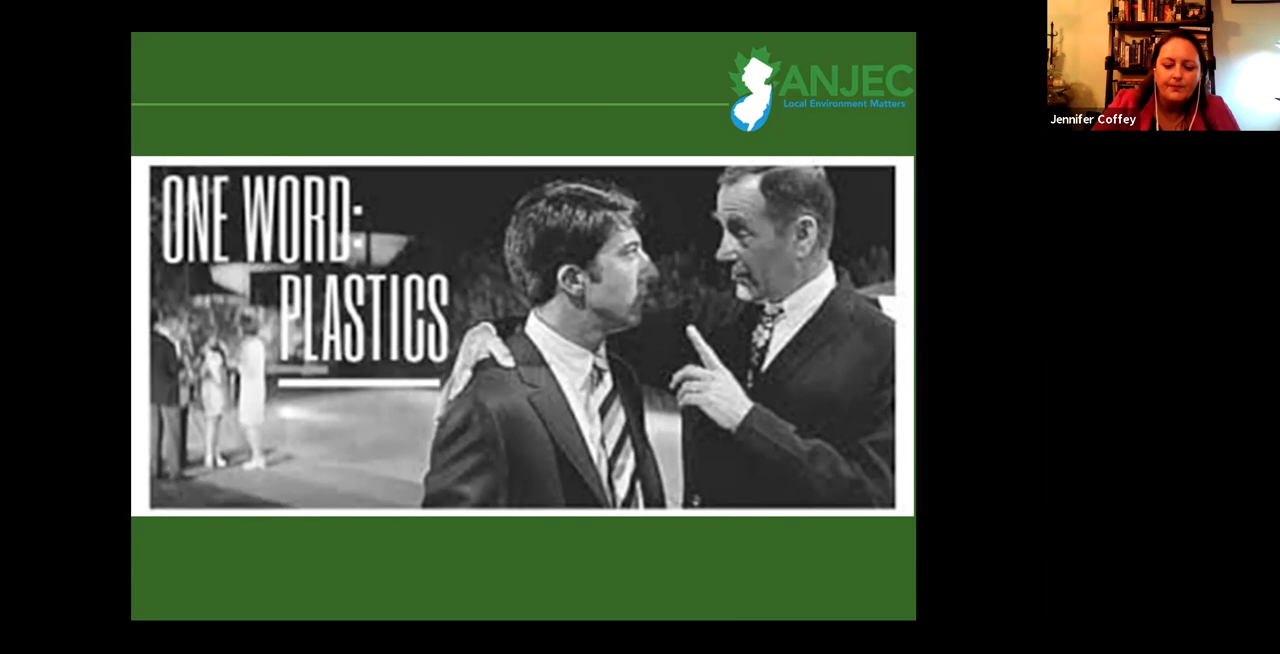 ANJEC
Local Environment Matters
ONE WORD:
PLASTICS
Jennifer Coffey